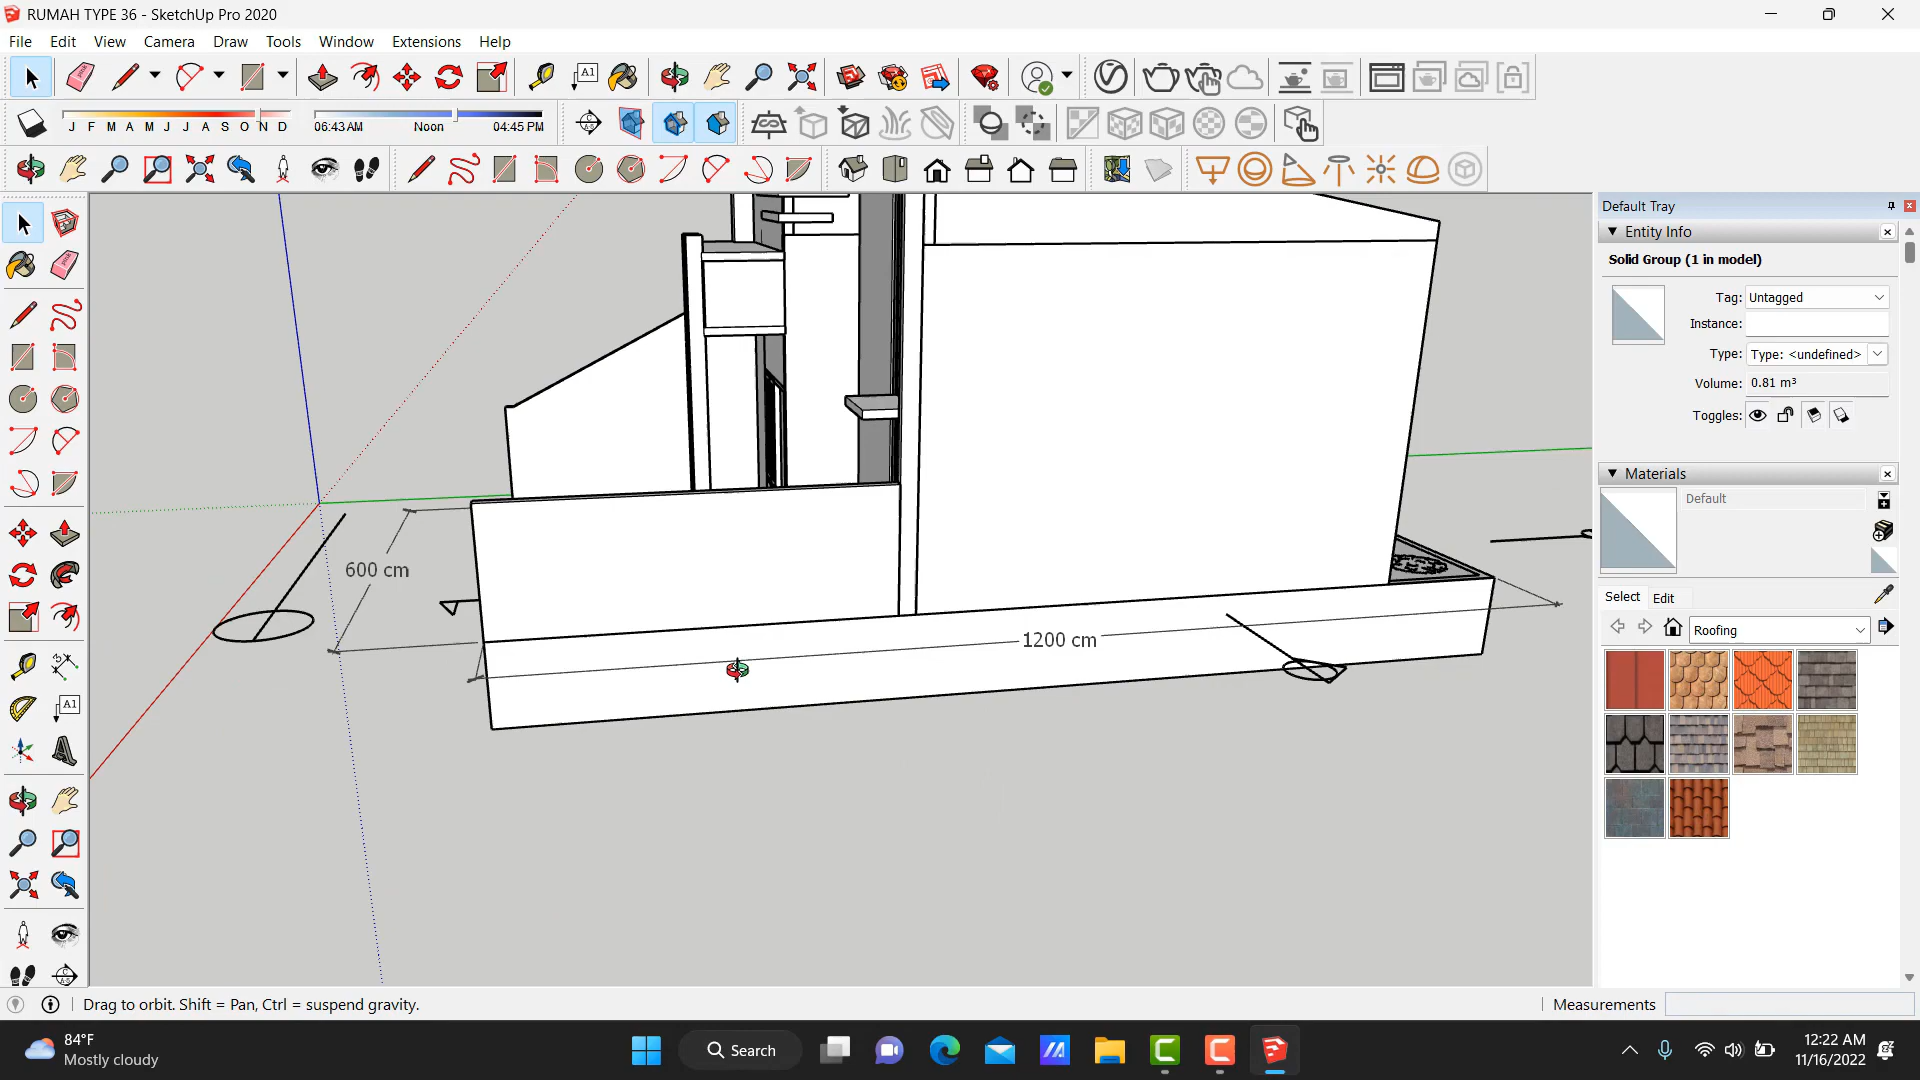 RUMAH TYPE 36 - SketchUp Pro 2020
File Edit View Camera Draw Tools Window Extensions Help
A1
J F M A M J J A S O N D
06:43 AM Noon 04:45 PM
Default Tray
Entity Info
Solid Group (1 in model)
Tag: Untagged
Instance:
Type: Type: <undefined>
Volume: 0.81 m³
Toggles:
Materials
Default
Select Edit
Roofing
A1
600 cm
1200 cm
Drag to orbit. Shift = Pan, Ctrl = suspend gravity.
Measurements
84°F
Mostly cloudy
Search
12:22 AM
11/16/2022